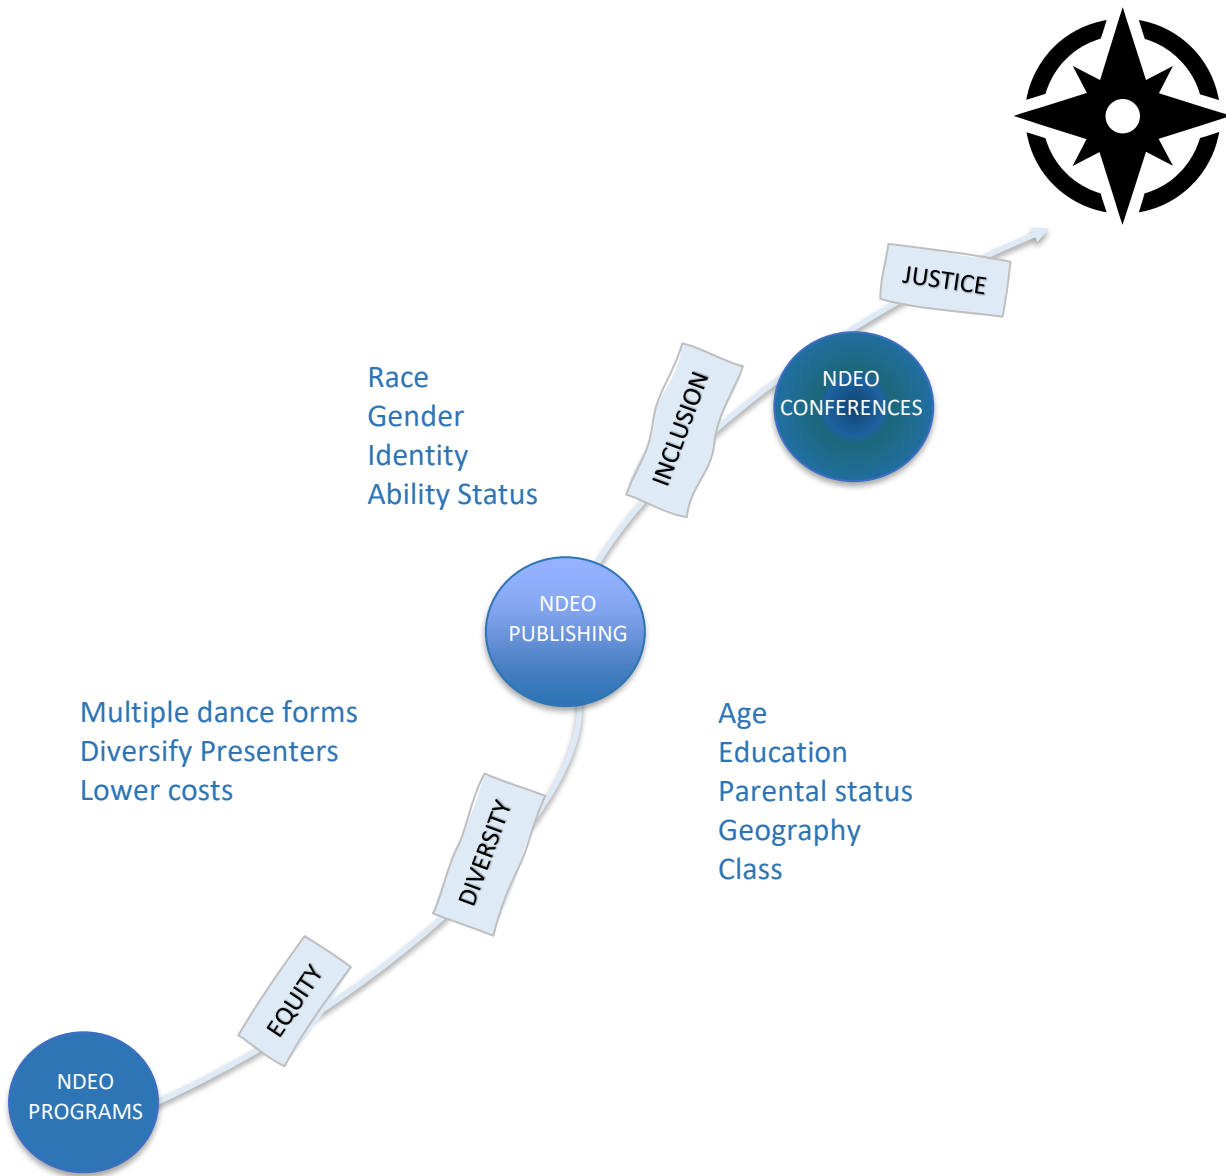 JUSTICE
NDEO
CONFERENCES
INCLUSION
Race
Gender
Identity
Ability Status
NDEO
PUBLISHING
Multiple dance forms
Diversify Presenters
Lower costs
Age
Education
Parental status
Geography
Class
DIVERSITY
EQUITY
NDEO
PROGRAMS